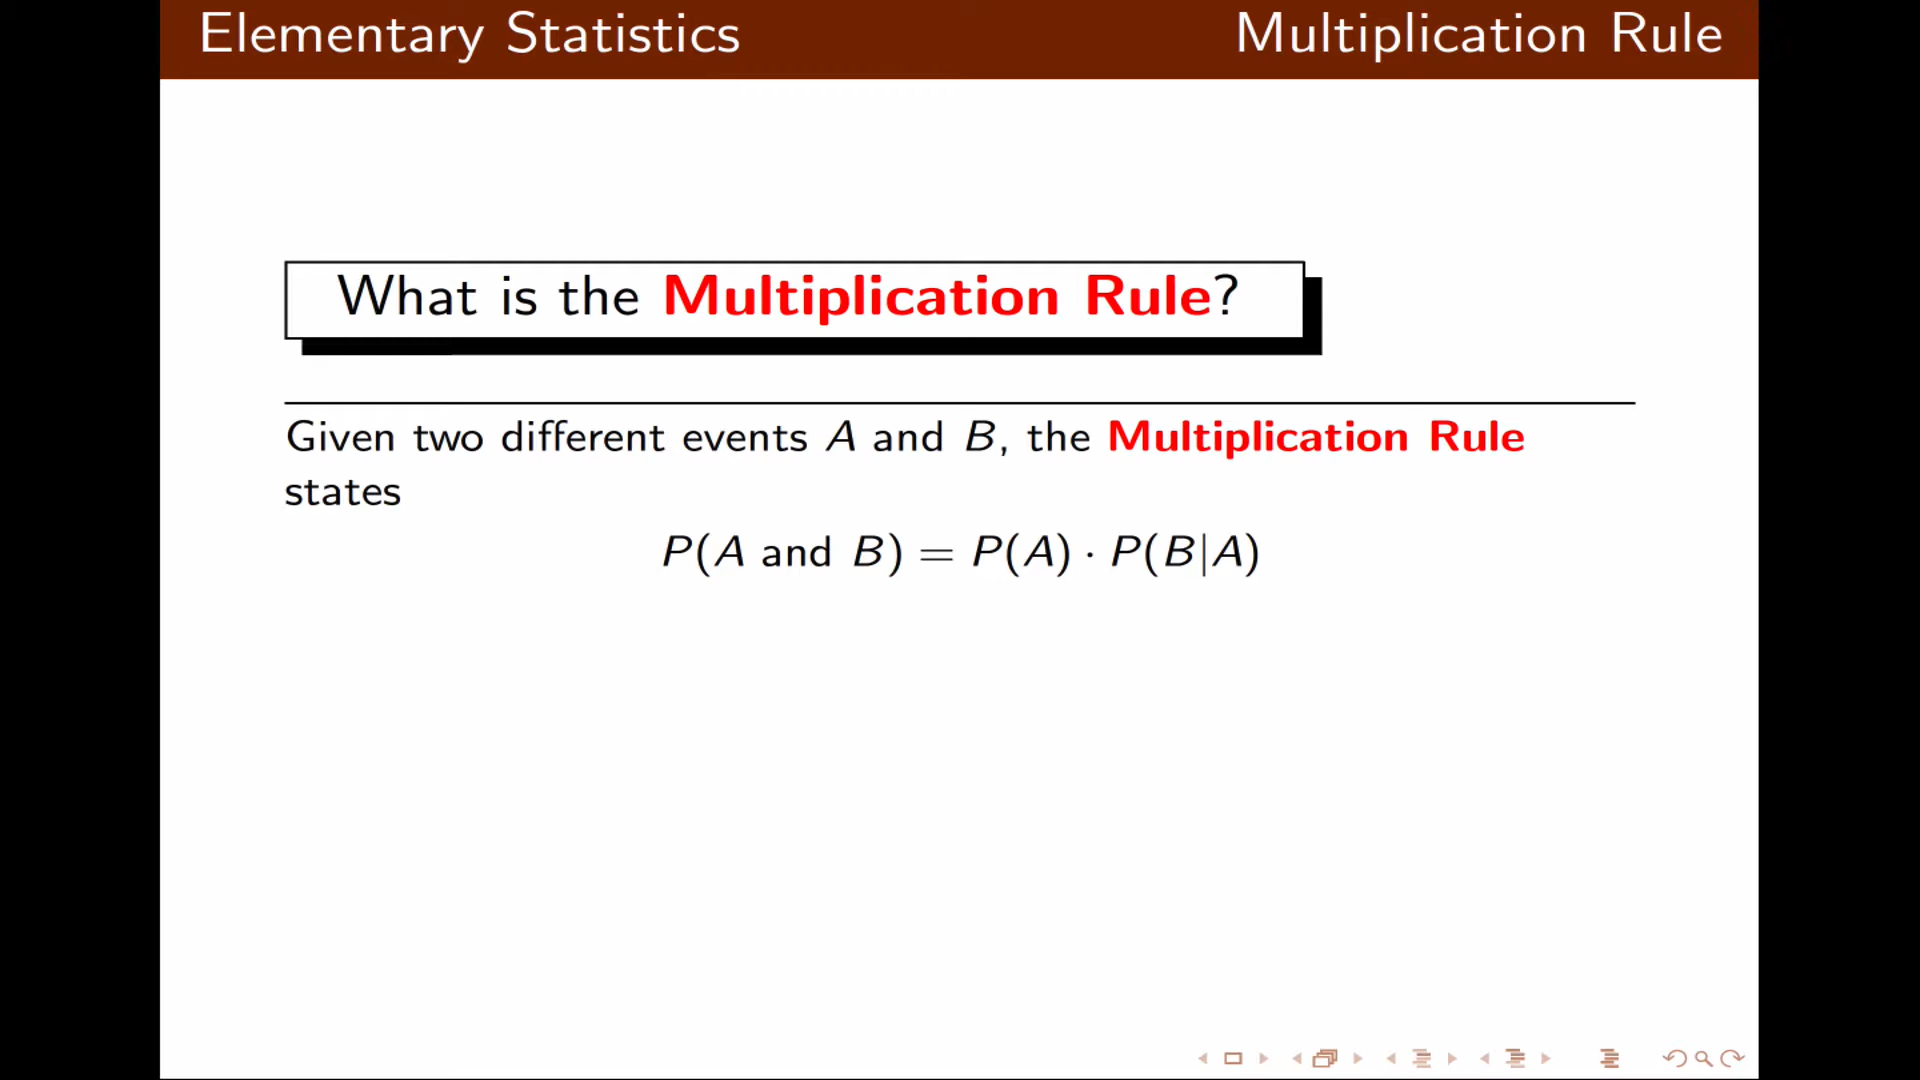 Elementary Statistics Multiplication Rule
What is the Multiplication Rule?
Given two different events A and B, the Multiplication Rule
states
P(A and B) = P(A) · P(B|A)